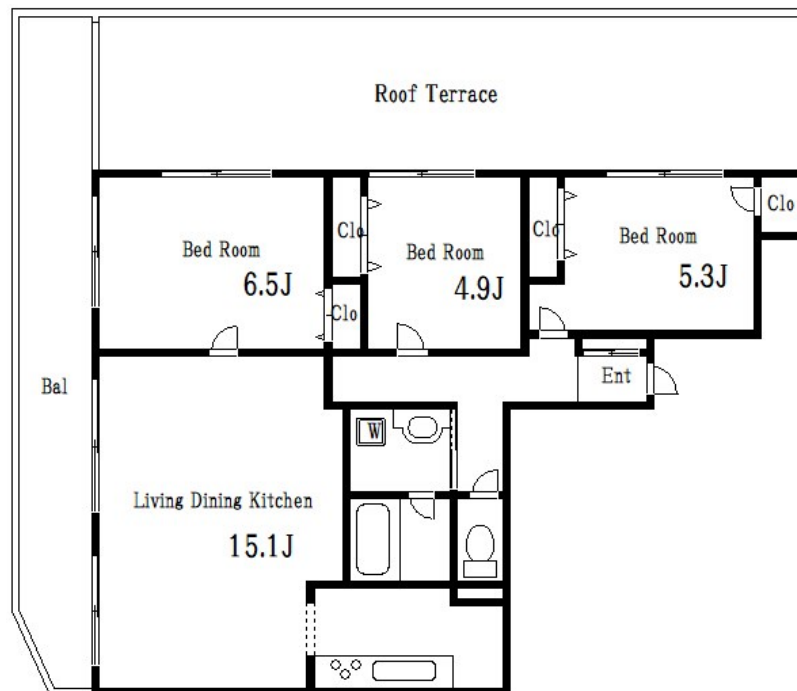 Roof Terrace
Bed Room
6.5J
Clo
Clo
Bed Room
4.9J
Clo
Bed Room
5.3J
Clo
Bal
Ent
W
Living Dining Kitchen
15.1J